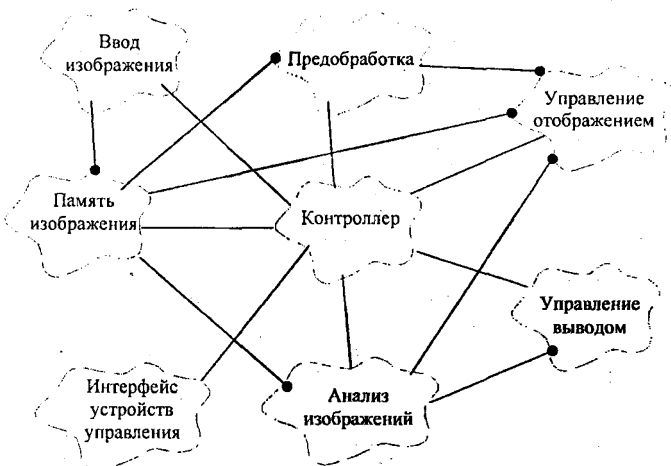 Ввод
изображения
Предобработка
Управление
отображением
Память
изображения
Контроллер
Управление
выводом
Интерфейс
устройств
управления
Анализ
изображений